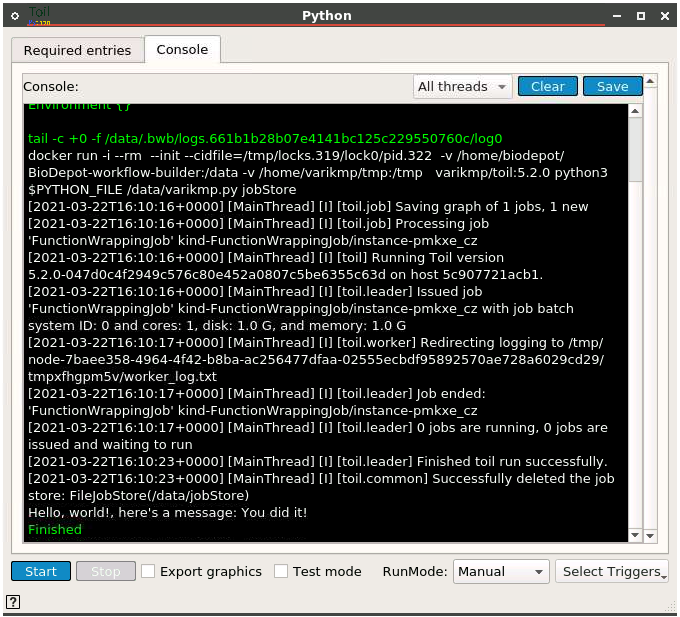 Toil
Python
Required entries
Console
Console:
All threads
Clear
Save
Environment {}
tail -c +0 -f /data/.bwb/logs.661b1b28b07e4141bc125c229550760c/log0
docker run -i --rm  --init --cidfile=/tmp/locks.319/lock0/pid.322  -v /home/biodepot/
BioDepot-workflow-builder:/data -v /home/varikmp/tmp:/tmp   varikmp/toil:5.2.0 python3
$PYTHON_FILE /data/varikmp.py jobStore
[2021-03-22T16:10:16+0000] [MainThread] [I] [toil.job] Saving graph of 1 jobs, 1 new
[2021-03-22T16:10:16+0000] [MainThread] [I] [toil.job] Processing job
'FunctionWrappingJob' kind-FunctionWrappingJob/instance-pmkxe_cz
[2021-03-22T16:10:16+0000] [MainThread] [I] [toil] Running Toil version
5.2.0-047d0c4f2949c576c80e452a0807c5be6355c63d on host 5c907721acb1.
[2021-03-22T16:10:16+0000] [MainThread] [I] [toil.leader] Issued job
'FunctionWrappingJob' kind-FunctionWrappingJob/instance-pmkxe_cz with job batch
system ID: 0 and cores: 1, disk: 1.0 G, and memory: 1.0 G
[2021-03-22T16:10:17+0000] [MainThread] [I] [toil.worker] Redirecting logging to /tmp/
node-7baee358-4964-4f42-b8ba-ac256477dfaa-02555ecbdf95892570ae728a6029cd29/
tmpxfhgpm5v/worker_log.txt
[2021-03-22T16:10:17+0000] [MainThread] [I] [toil.leader] Job ended:
'FunctionWrappingJob' kind-FunctionWrappingJob/instance-pmkxe_cz
[2021-03-22T16:10:17+0000] [MainThread] [I] [toil.leader] 0 jobs are running, 0 jobs are
issued and waiting to run
[2021-03-22T16:10:23+0000] [MainThread] [I] [toil.leader] Finished toil run successfully.
[2021-03-22T16:10:23+0000] [MainThread] [I] [toil.common] Successfully deleted the job
store: FileJobStore(/data/jobStore)
Hello, world!, here's a message: You did it!
Finished
Start
Stop
Export graphics
Test mode
RunMode:
Manual
Select Triggers
?